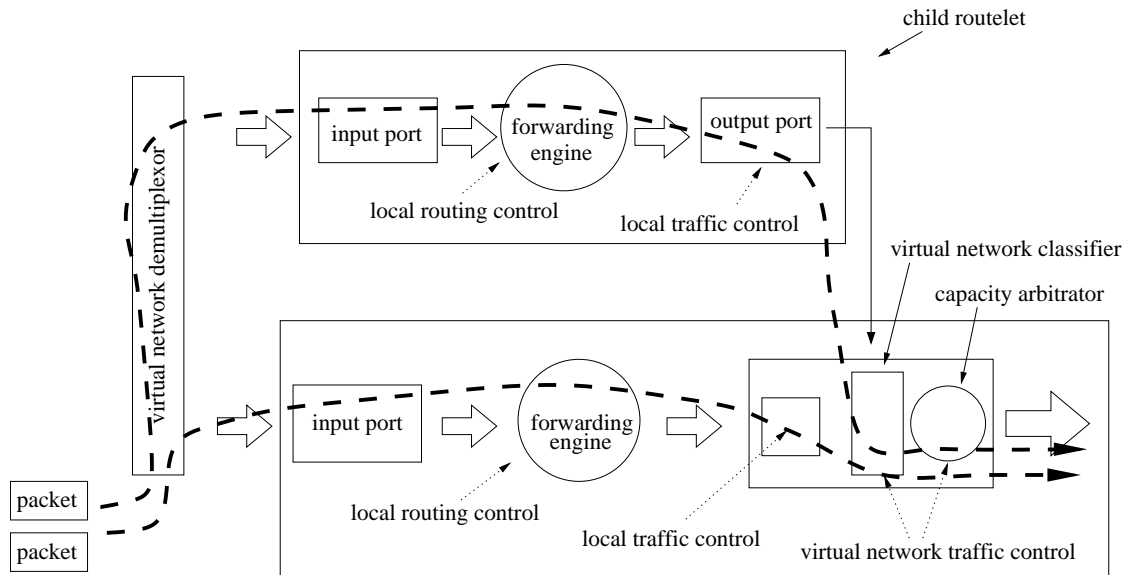 child routelet
input port
forwarding
engine
output port
local routing control
local traffic control
virtual network demultiplexor
virtual network classifier
capacity arbitrator
input port
forwarding
engine
packet
packet
local routing control
local traffic control
virtual network traffic control